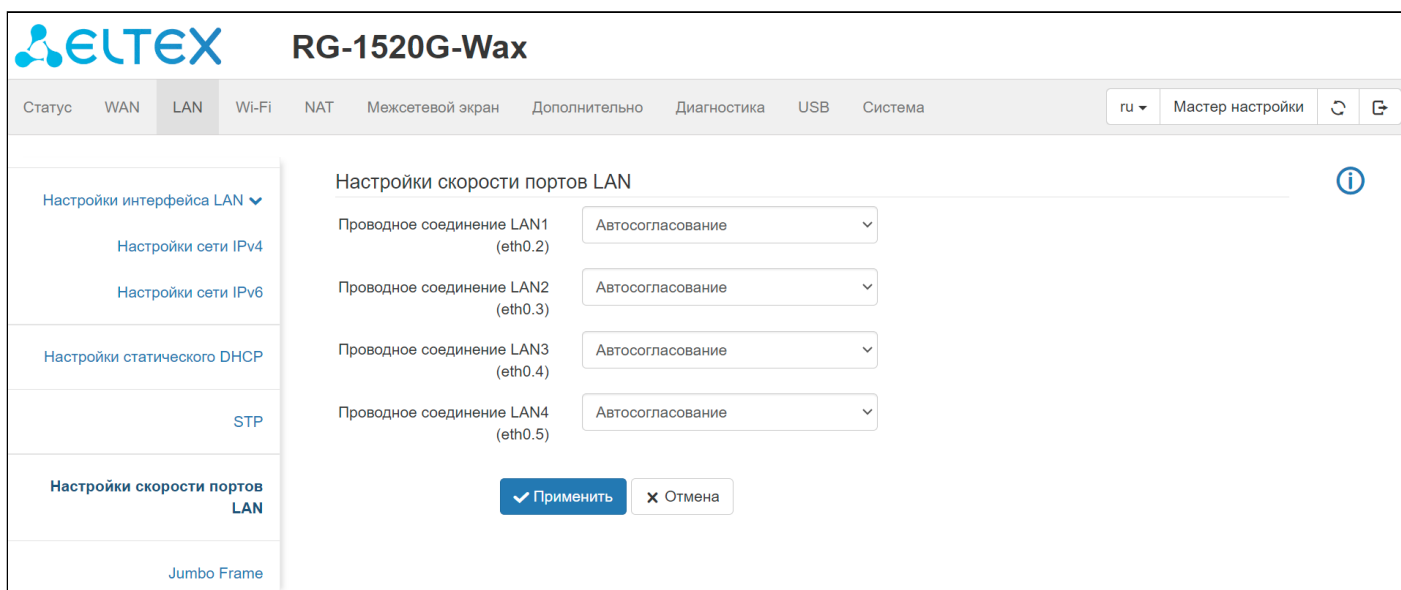 ELTEX RG-1520G-Wax
Статус WAN LAN Wi-Fi NAT Межсетевой экран Дополнительно Диагностика USB Система ru Мастер настройки
Настройки интерфейса LAN
Настройки сети IPv4
Настройки сети IPv6
Настройки статического DHCP
STP
Настройки скорости портов
LAN
Jumbo Frame
Настройки скорости портов LAN
Проводное соединение LAN1
(eth0.2)
Автосогласование
Проводное соединение LAN2
(eth0.3)
Автосогласование
Проводное соединение LAN3
(eth0.4)
Автосогласование
Проводное соединение LAN4
(eth0.5)
Автосогласование
Применить
Отмена